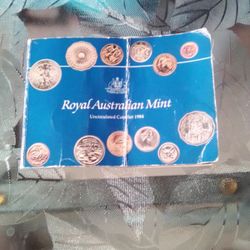 Royal Australian Mint
Uncirculated Coin Set 1984